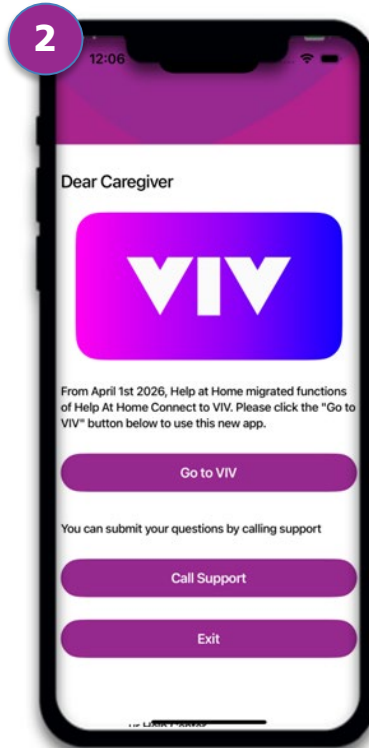 2
12:06
Dear Caregiver
VIV
From April 1st 2026, Help at Home migrated functions
of Help At Home Connect to VIV. Please click the "Go to
VIV" button below to use this new app.
Go to VIV
You can submit your questions by calling support
Call Support
Exit